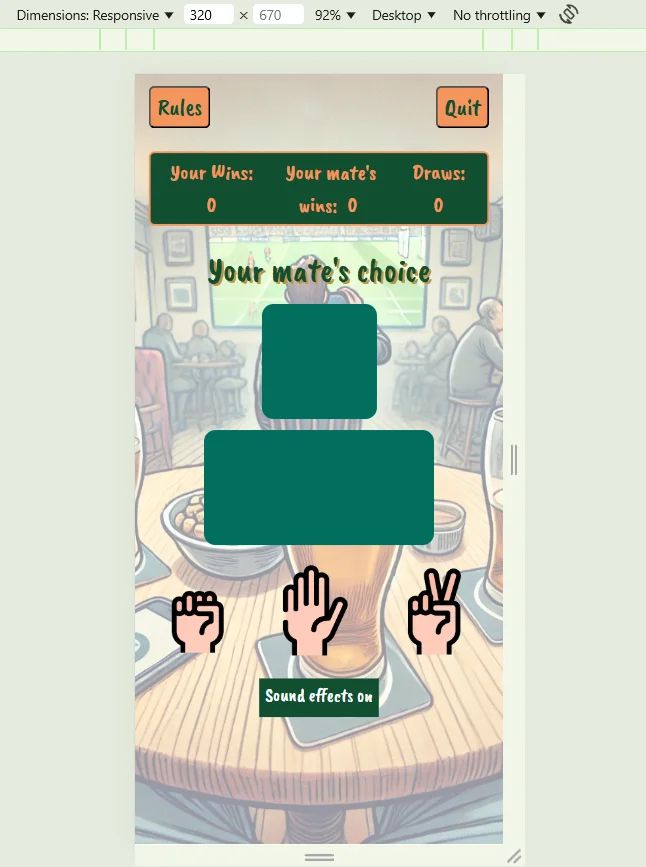 Dimensions: Responsive ▼ 320 × 670 92% ▼ Desktop ▼ No throttling ▼
Rules Quit
Your Wins: Your mate's Draws:
0 wins: 0 0
Your mate's choice
Sound effects on